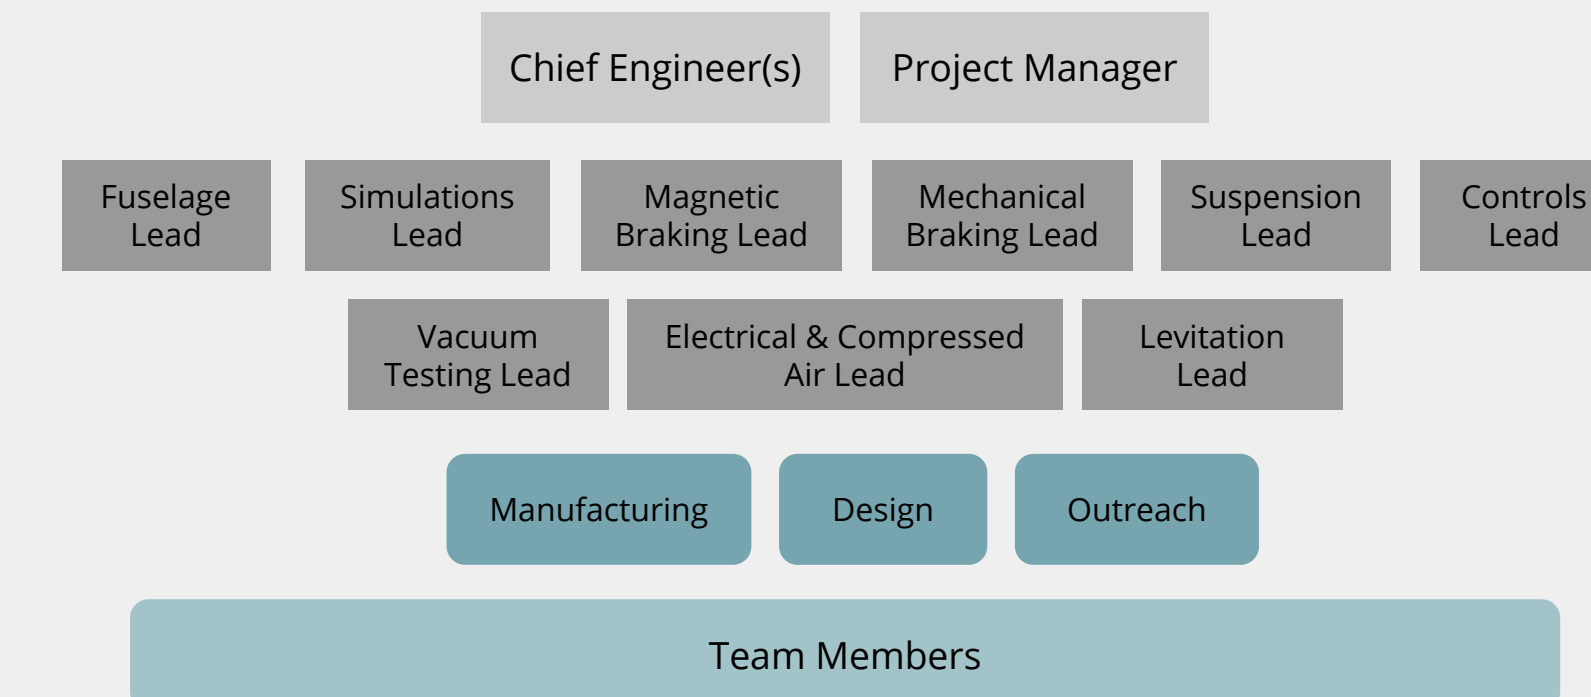 Chief Engineer(s)
Project Manager
Fuselage
Lead
Simulations
Lead
Magnetic
Braking Lead
Mechanical
Braking Lead
Suspension
Lead
Controls
Lead
Vacuum
Testing Lead
Electrical & Compressed
Air Lead
Levitation
Lead
Manufacturing
Design
Outreach
Team Members